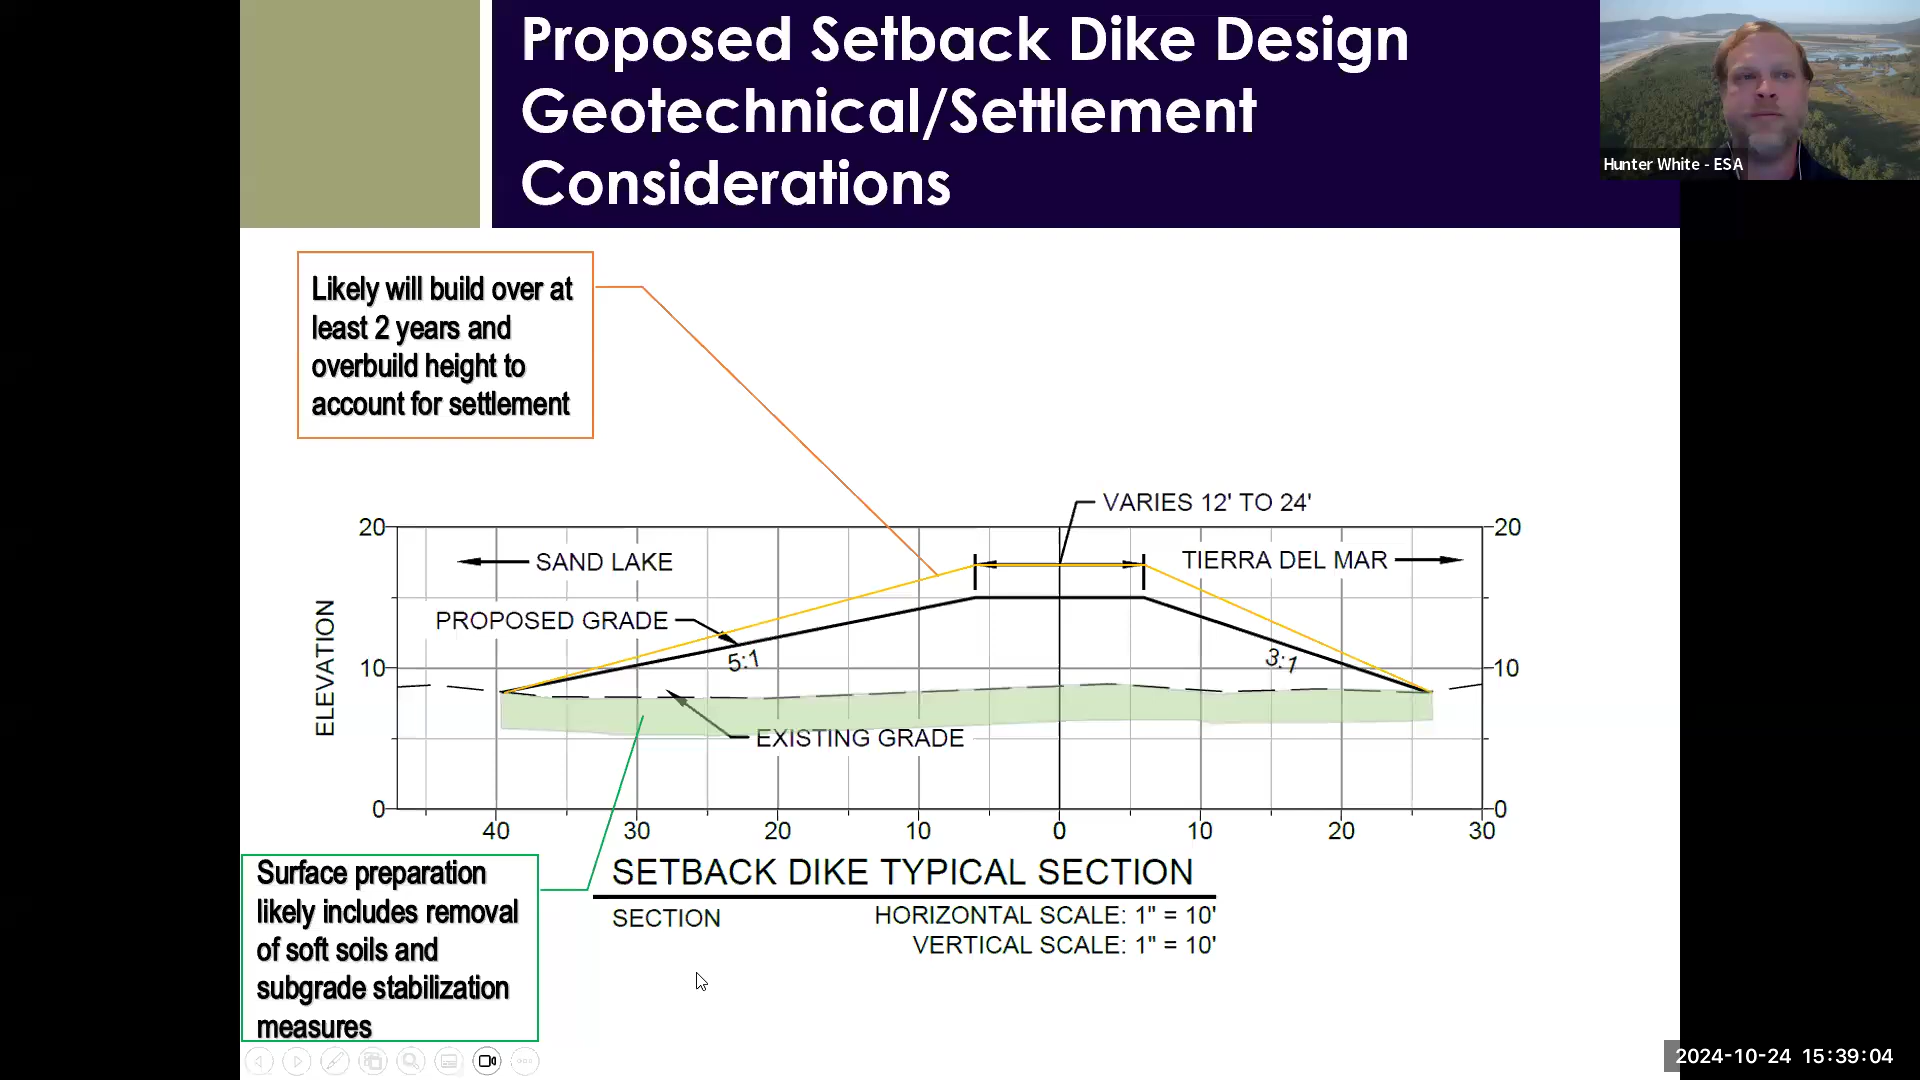 Proposed Setback Dike Design
Geotechnical/Settlement
Considerations
Hunter White - ESA
Likely will build over at
least 2 years and
overbuild height to
account for settlement
VARIES 12' TO 24'
20
20
SAND LAKE
TIERRA DEL MAR
PROPOSED GRADE
5:1
3:1
10
10
ELEVATION
EXISTING GRADE
0
0
40
30
20
10
0
10
20
30
SETBACK DIKE TYPICAL SECTION
SECTION
HORIZONTAL SCALE: 1" = 10'
VERTICAL SCALE: 1" = 10'
Surface preparation
likely includes removal
of soft soils and
subgrade stabilization
measures
2024-10-24 15:39:04